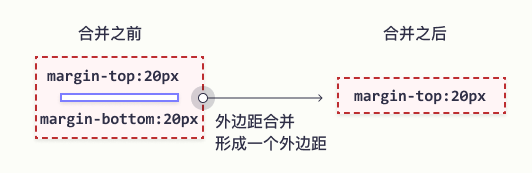 合并之前
合并之后
margin-top:20px
margin-bottom:20px
外边距合并
形成一个外边距
margin-top:20px